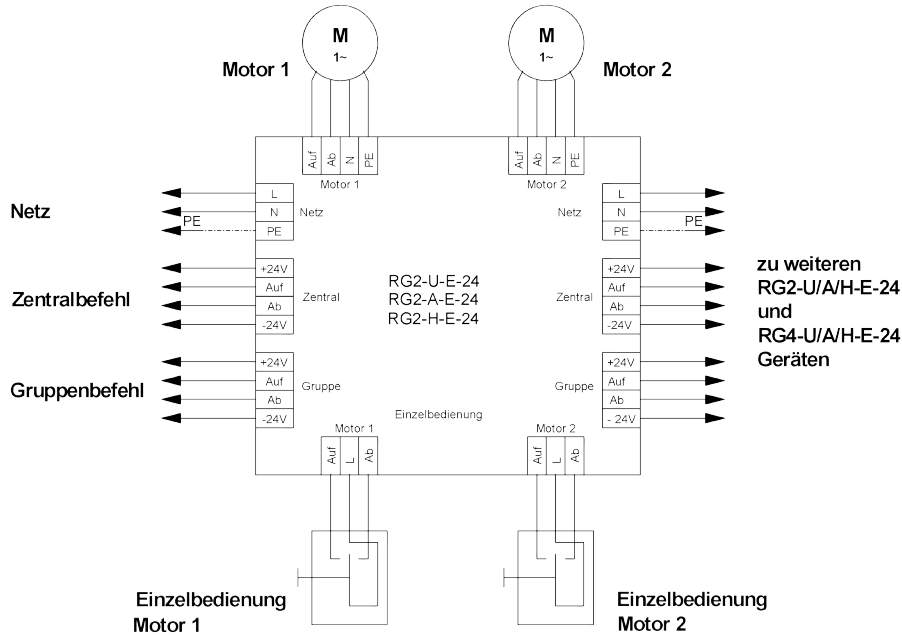 M
1~
Motor 1
M
1~
Motor 2
Auf
Ab
N
PE
Motor 1
Auf
Ab
N
PE
Motor 2
Netz
PE
L
N
PE
Netz
Netz
L
N
PE
PE
Zentralbefehl
+24V
Auf
Ab
-24V
Zentral
RG2-U-E-24
RG2-A-E-24
RG2-H-E-24
Zentral
+24V
Auf
Ab
-24V
zu weiteren
RG2-U/A/H-E-24
und
RG4-U/A/H-E-24
Geräten
Gruppenbefehl
+24V
Auf
Ab
-24V
Gruppe
Gruppe
+24V
Auf
Ab
- 24V
Einzelbedienung
Motor 1
Auf
L
Ab
Motor 2
Auf
L
Ab
Einzelbedienung
Motor 1
Einzelbedienung
Motor 2